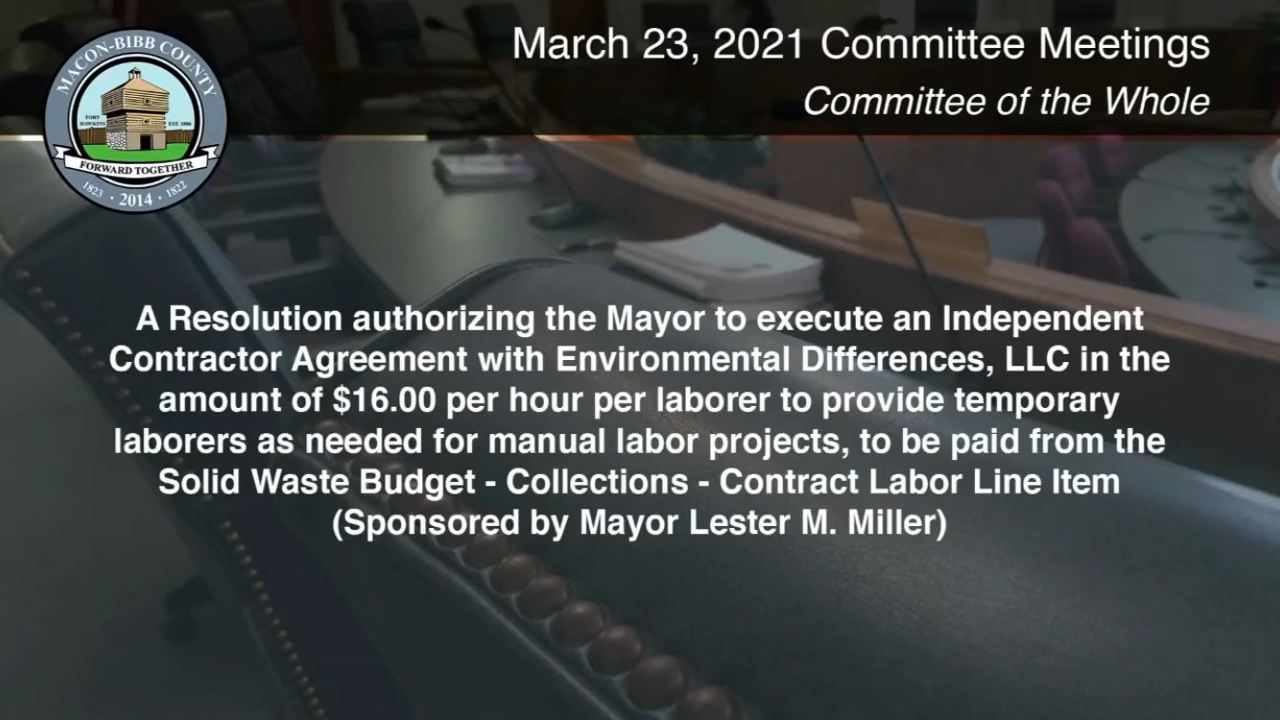 March 23, 2021 Committee Meetings
Committee of the Whole
MACON-BIBB COUNTY
FORT
HAWKINS
EST. 1806
FORWARD TOGETHER
1823 · 2014 · 1822
A Resolution authorizing the Mayor to execute an Independent
Contractor Agreement with Environmental Differences, LLC in the
amount of $16.00 per hour per laborer to provide temporary
laborers as needed for manual labor projects, to be paid from the
Solid Waste Budget - Collections - Contract Labor Line Item
(Sponsored by Mayor Lester M. Miller)